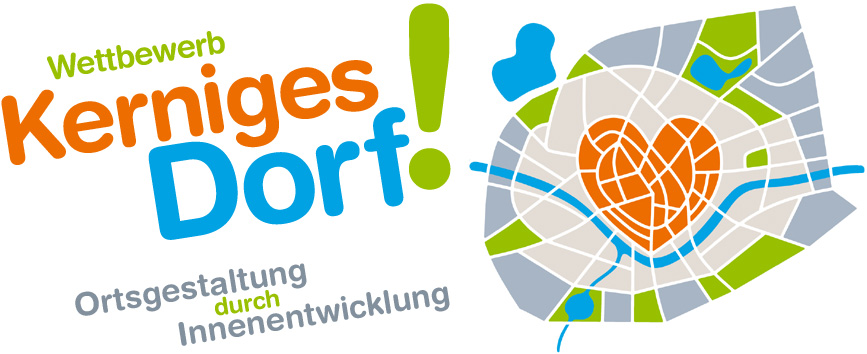 Wettbewerb
Kerniges
Dorf!
Ortsgestaltung
durch
Innenentwicklung